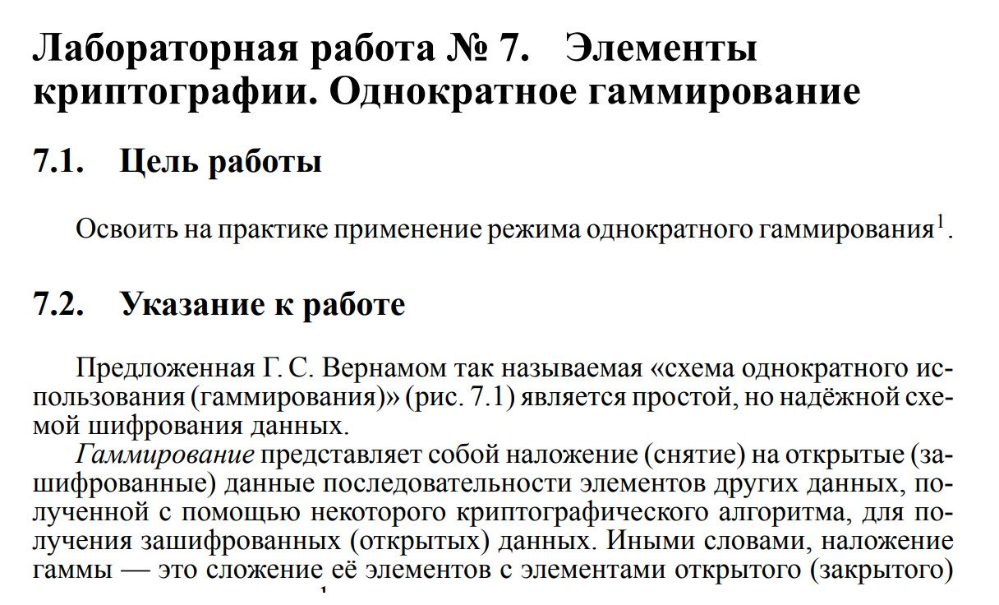 Лабораторная работа № 7. Элементы
криптографии. Однократное гаммирование
7.1. Цель работы
Освоить на практике применение режима однократного гаммирования¹.
7.2. Указание к работе
Предложенная Г. С. Вернамом так называемая «схема однократного ис-
пользования (гаммирования)» (рис. 7.1) является простой, но надёжной схе-
мой шифрования данных.
Гаммирование представляет собой наложение (снятие) на открытые (за-
шифрованные) данные последовательности элементов других данных, по-
лученной с помощью некоторого криптографического алгоритма, для по-
лучения зашифрованных (открытых) данных. Иными словами, наложение
гаммы — это сложение её элементов с элементами открытого (закрытого)